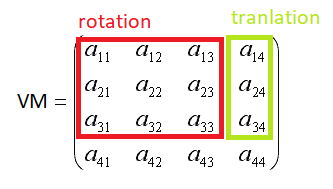 rotation tranlation
a11 a12 a13 a14
a21 a22 a23 a24
VM =
a31 a32 a33 a34
a41 a42 a43 a44